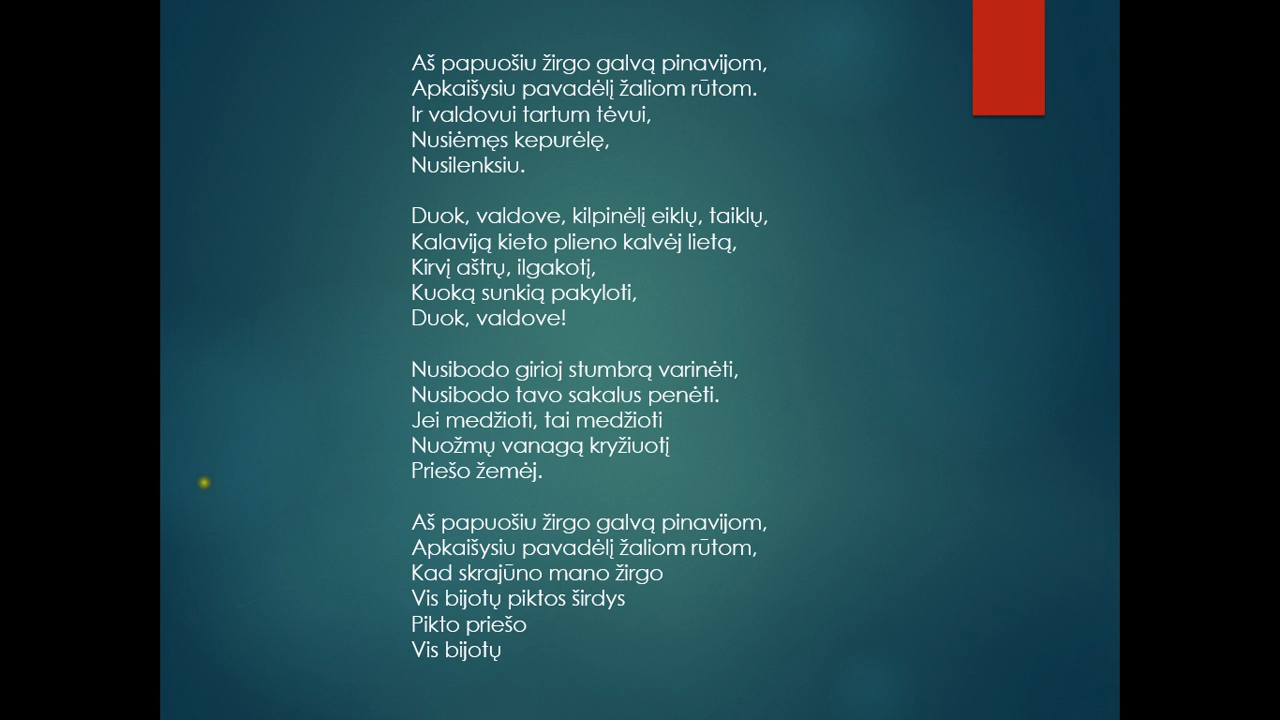 Aš papuošiu žirgo galvą pinavijom,
Apkaišysiu pavadėlį žaliom rūtom.
Ir valdovui tartum tėvui,
Nusiėmęs kepurėlę,
Nusilenksiu.
Duok, valdove, kilpinėlį eiklų, taiklų,
Kalaviją kieto plieno kalvėj lietą,
Kirvį aštrų, ilgakotį,
Kuoką sunkią pakyloti,
Duok, valdove!
Nusibodo girioj stumbrą varinėti,
Nusibodo tavo sakalus penėti.
Jei medžioti, tai medžioti
Nuožmų vanagą kryžiuotį
Priešo žemėj.
Aš papuošiu žirgo galvą pinavijom,
Apkaišysiu pavadėlį žaliom rūtom,
Kad skrajūno mano žirgo
Vis bijotų piktos širdys
Pikto priešo
Vis bijotų